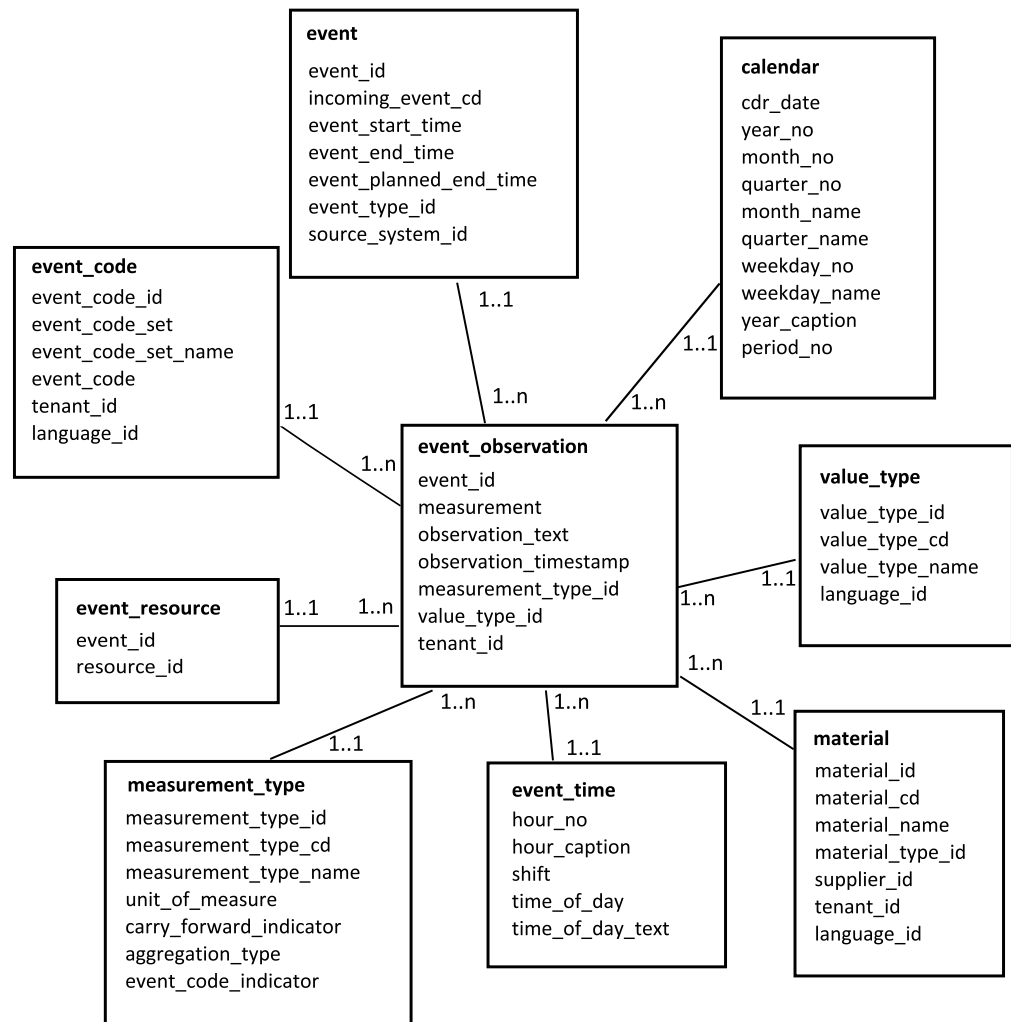 event
event_id
incoming_event_cd
event_start_time
event_end_time
event_planned_end_time
event_type_id
source_system_id
calendar
cdr_date
year_no
month_no
quarter_no
month_name
quarter_name
weekday_no
weekday_name
year_caption
period_no
event_code
event_code_id
event_code_set
event_code_set_name
event_code
tenant_id
language_id
1..1
1..n
1..1
1..n
1..1
1..n
event_observation
event_id
measurement
observation_text
observation_timestamp
measurement_type_id
value_type_id
tenant_id
value_type
value_type_id
value_type_cd
value_type_name
language_id
1..1
1..n
event_resource
event_id
resource_id
1..1
1..n
1..n
1..1
1..n
1..1
1..n
1..1
measurement_type
measurement_type_id
measurement_type_cd
measurement_type_name
unit_of_measure
carry_forward_indicator
aggregation_type
event_code_indicator
event_time
hour_no
hour_caption
shift
time_of_day
time_of_day_text
material
material_id
material_cd
material_name
material_type_id
supplier_id
tenant_id
language_id